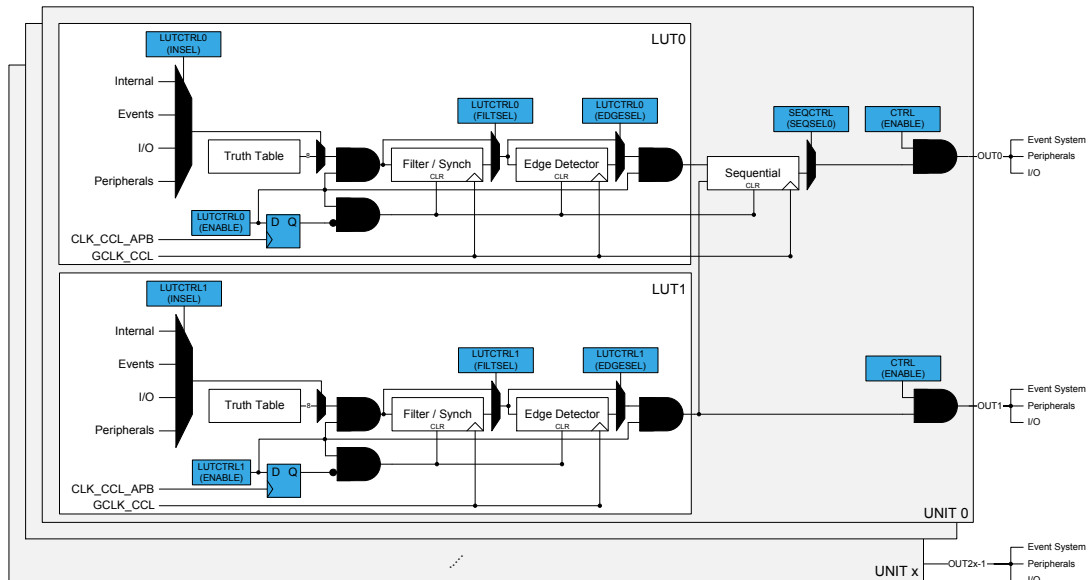 LUTCTRL0
(INSEL)
LUT0
Internal
Events
I/O
Peripherals
Truth Table
8
LUTCTRL0
(FILTSEL)
LUTCTRL0
(EDGESEL)
Filter / Synch
CLR
Edge Detector
CLR
SEQCTRL
(SEQSEL0)
Sequential
CLR
CTRL
(ENABLE)
OUT0
Event System
Peripherals
I/O
LUTCTRL0
(ENABLE)
D Q
CLK_CCL_APB
GCLK_CCL
LUTCTRL1
(INSEL)
LUT1
Internal
Events
I/O
Peripherals
Truth Table
8
LUTCTRL1
(FILTSEL)
LUTCTRL1
(EDGESEL)
Filter / Synch
CLR
Edge Detector
CLR
CTRL
(ENABLE)
OUT1
Event System
Peripherals
I/O
LUTCTRL1
(ENABLE)
D Q
CLK_CCL_APB
GCLK_CCL
UNIT 0
UNIT x
OUT2x-1
Event System
Peripherals
I/O